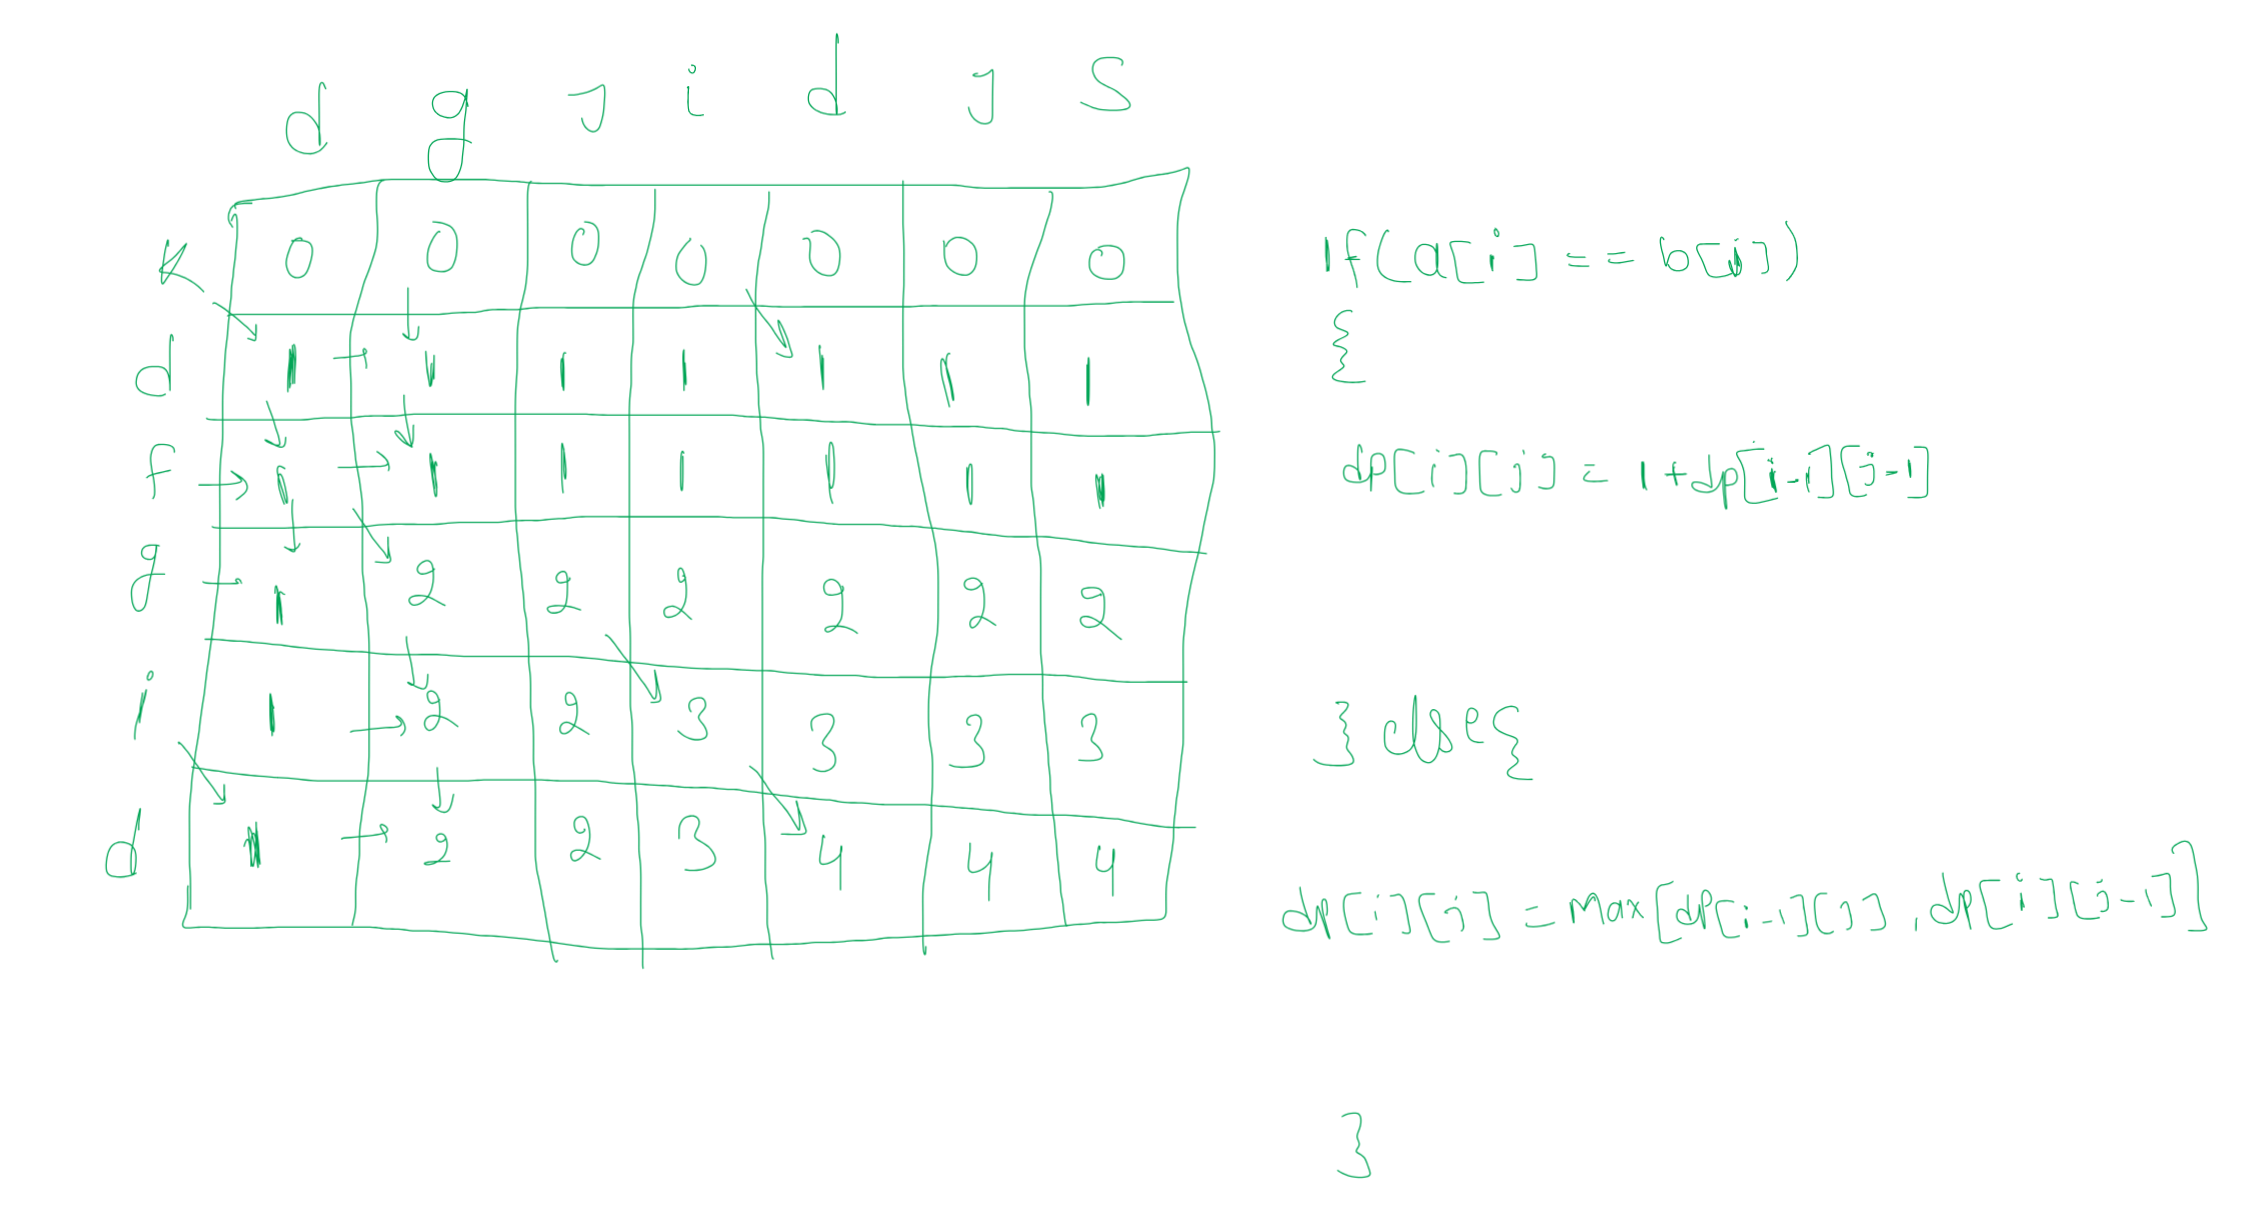 d g j i d j s
K 0 0 0 0 0 0 0
d 1 1 1 1 1 1 1
f 1 1 1 1 1 1 1
g 1 2 2 2 2 2 2
i 1 2 2 3 3 3 3
d 1 2 2 3 4 4 4
If(a[i] == b[j])
{
dp[i][j] = 1+dp[i-1][j-1]
} else{
dp[i][j] = max[dp[i-1][j], dp[i][j-1]]
}